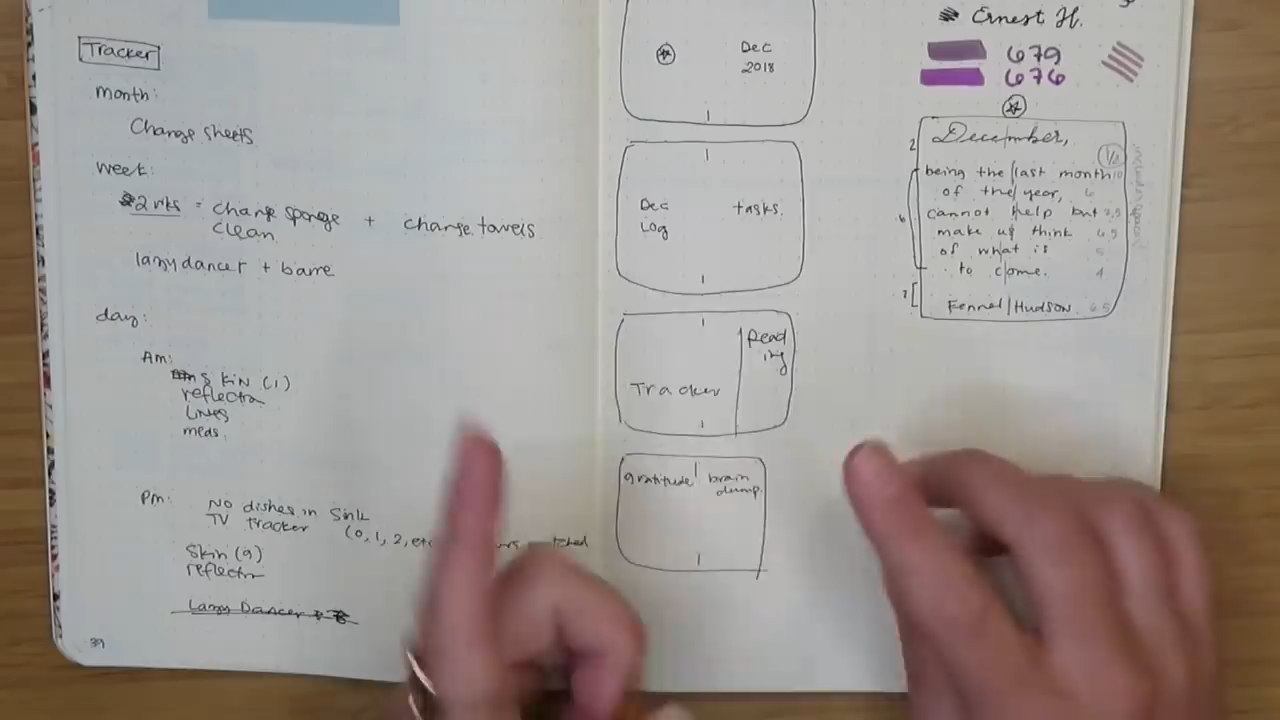 Tracker
month:
Change sheets
week:
2 wks = change sponge + change towels
clean
lazy dancer + barre
day:
Am:
skin (1)
reflectn
Lines
meds.
Pm:
No dishes in sink
TV tracker (0, 1, 2, etc
Skin (a)
reflectn
Lazy Dancer
39
Dec
2018
Dec
Log
tasks.
Tracker
Read
ing
gratitude
brain
dump.
Ernest H.
679
676
December,
being the last month
of the year,
cannot help but
make us think
of what is
to come.
Fennel Hudson